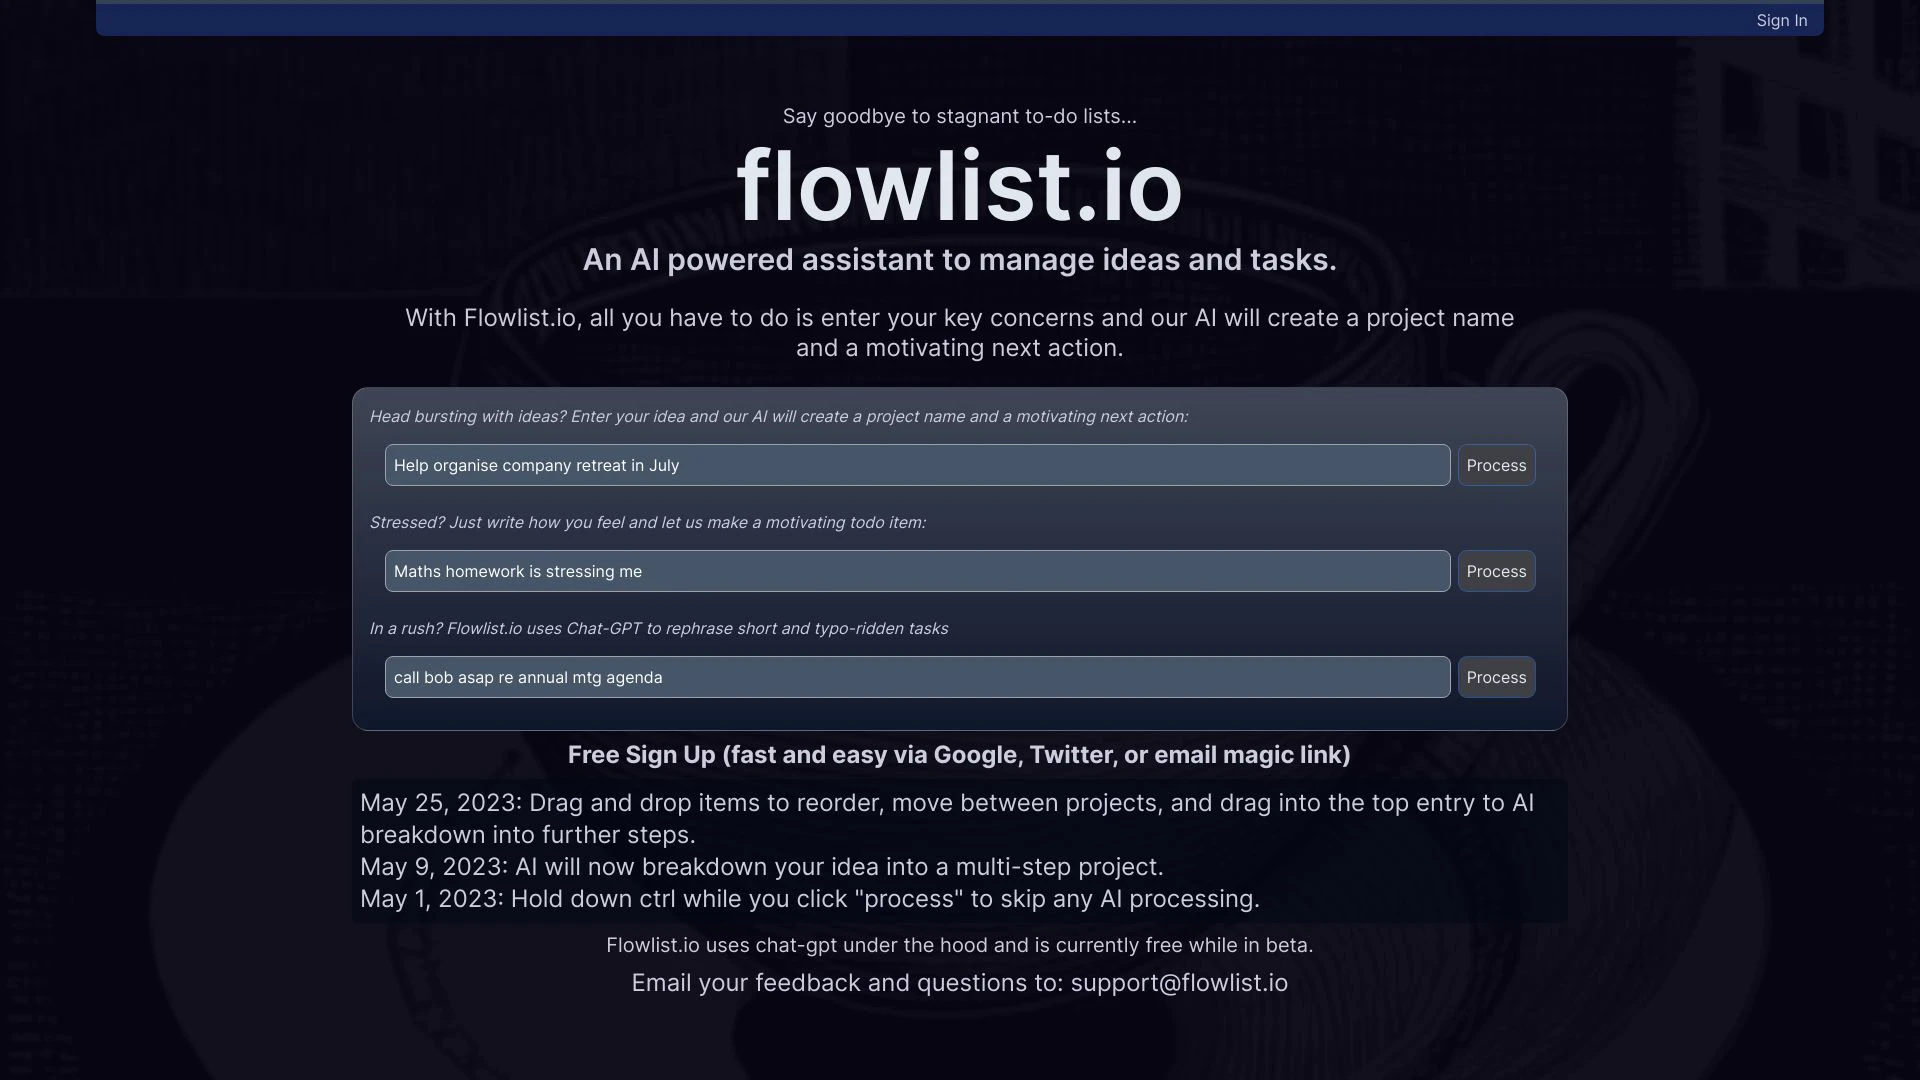 Sign In
Say goodbye to stagnant to-do lists...
flowlist.io
An AI powered assistant to manage ideas and tasks.
With Flowlist.io, all you have to do is enter your key concerns and our AI will create a project name
and a motivating next action.
Head bursting with ideas? Enter your idea and our AI will create a project name and a motivating next action:
Help organise company retreat in July
Process
Stressed? Just write how you feel and let us make a motivating todo item:
Maths homework is stressing me
Process
In a rush? Flowlist.io uses Chat-GPT to rephrase short and typo-ridden tasks
call bob asap re annual mtg agenda
Process
Free Sign Up (fast and easy via Google, Twitter, or email magic link)
May 25, 2023: Drag and drop items to reorder, move between projects, and drag into the top entry to AI
breakdown into further steps.
May 9, 2023: AI will now breakdown your idea into a multi-step project.
May 1, 2023: Hold down ctrl while you click "process" to skip any AI processing.
Flowlist.io uses chat-gpt under the hood and is currently free while in beta.
Email your feedback and questions to: support@flowlist.io